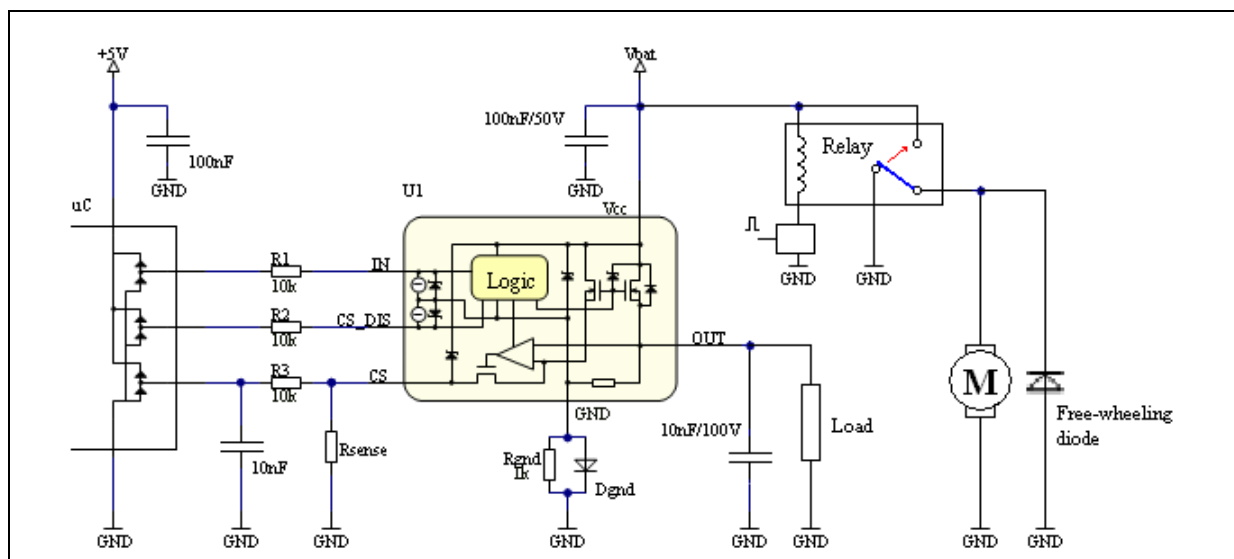 +5V
Vbat
100nF
GND
100nF/50V
GND
Relay
uC
U1
Vcc
GND
GND
R1
10k
IN
Logic
R2
10k
CS_DIS
R3
10k
CS
OUT
GND
10nF
Rsense
Rgnd
1k
Dgnd
10nF/100V
Load
M
Free-wheeling
diode
GND
GND
GND
GND
GND
GND
GND
GND